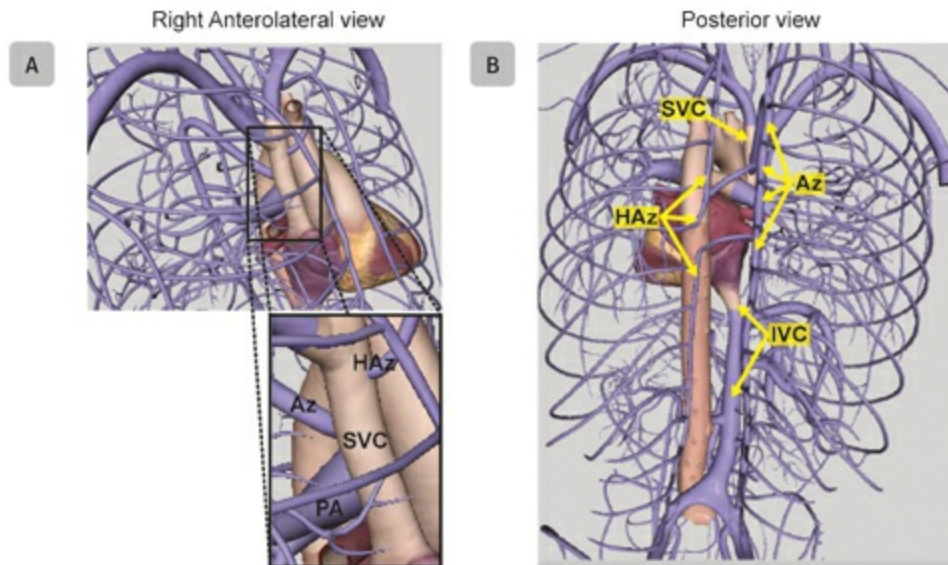 Right Anterolateral view
A
HAz
Az
SVC
PA
Posterior view
B
SVC
Az
HAz
IVC